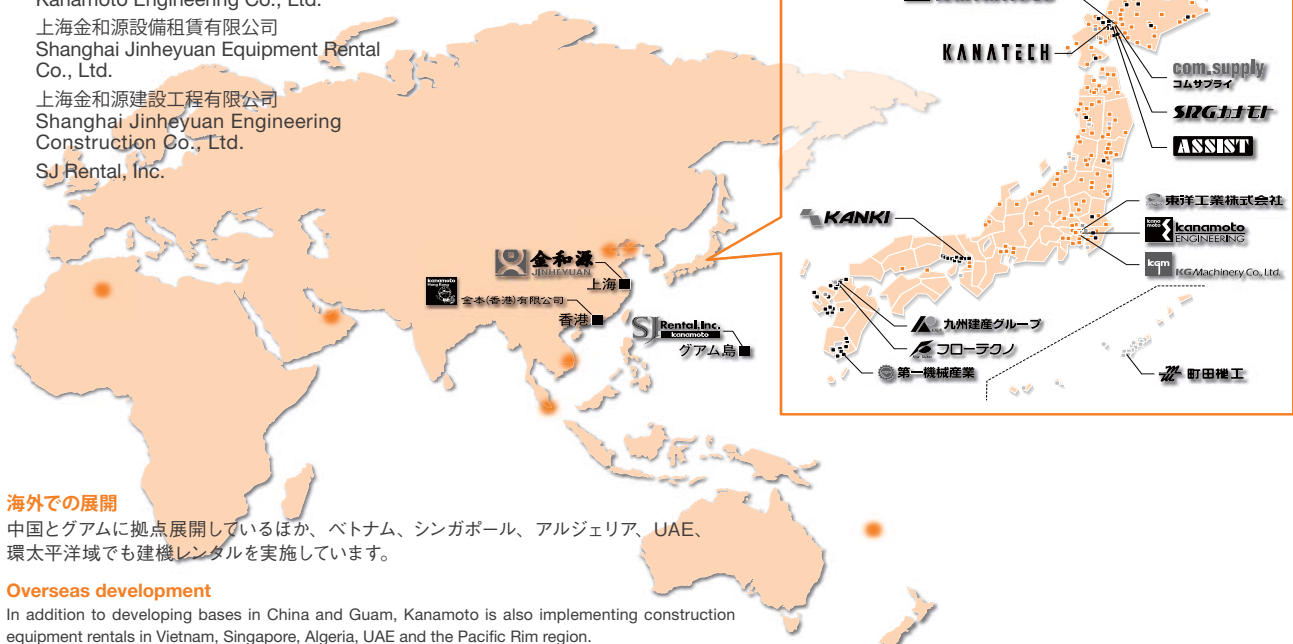 Kanamoto Engineering Co., Ltd.
上海金和源設備租賃有限公司
Shanghai Jinheyuan Equipment Rental
Co., Ltd.
上海金和源建設工程有限公司
Shanghai Jinheyuan Engineering
Construction Co., Ltd.
SJ Rental, Inc.
KANATECH
com.supply
コムサプライ
SRGカナモト
ASSIST
KANKI
東洋工業株式会社
kana
moto
kanamoto
ENGINEERING
kgm
KG Machinery Co., Ltd.
九州建産グループ
フローテクノ
第一機械産業
町田機工
金和源
JINHEYUAN
上海
kanamoto
Hong Kong
金本(香港)有限公司
香港
SJ Rental.Inc.
kanamoto
グアム島
海外での展開
中国とグアムに拠点展開しているほか、ベトナム、シンガポール、アルジェリア、UAE、
環太平洋域でも建機レンタルを実施しています。
Overseas development
In addition to developing bases in China and Guam, Kanamoto is also implementing construction
equipment rentals in Vietnam, Singapore, Algeria, UAE and the Pacific Rim region.